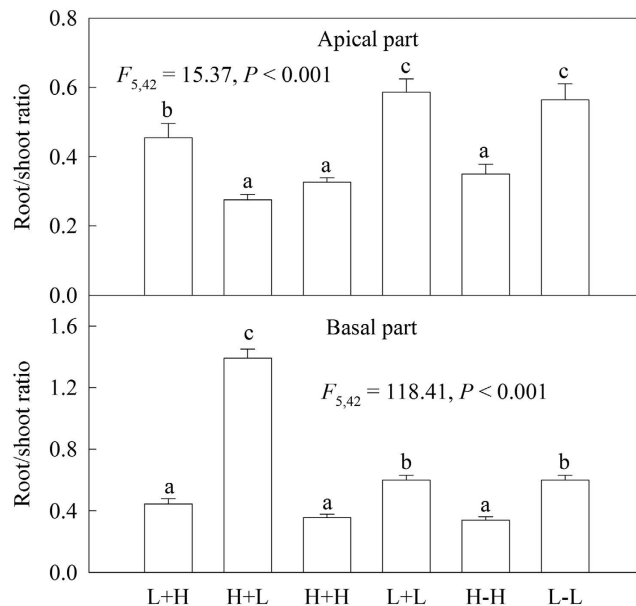 0.8
Apical part
F5,42 = 15.37, P < 0.001
c
c
0.6
b
0.4
a
a
a
0.2
0.0
Root/shoot ratio
1.6
Basal part
c
1.2
F5,42 = 118.41, P < 0.001
0.8
b
b
a
a
a
0.4
0.0
Root/shoot ratio
L+H H+L H+H L+L H-H L-L